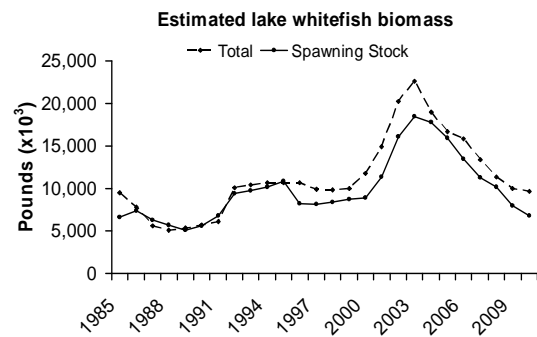 Estimated lake whitefish biomass
Total Spawning Stock
Pounds (x10³)
25,000
20,000
15,000
10,000
5,000
0
1985 1988 1991 1994 1997 2000 2003 2006 2009